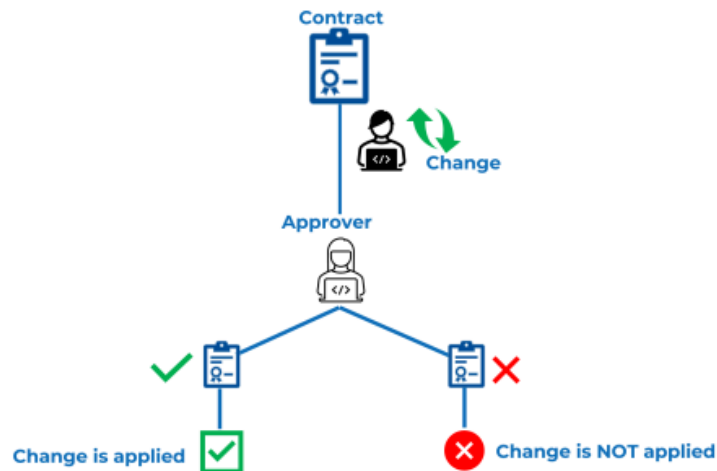 Contract
</>
Change
Approver
</>
Change is applied
Change is NOT applied